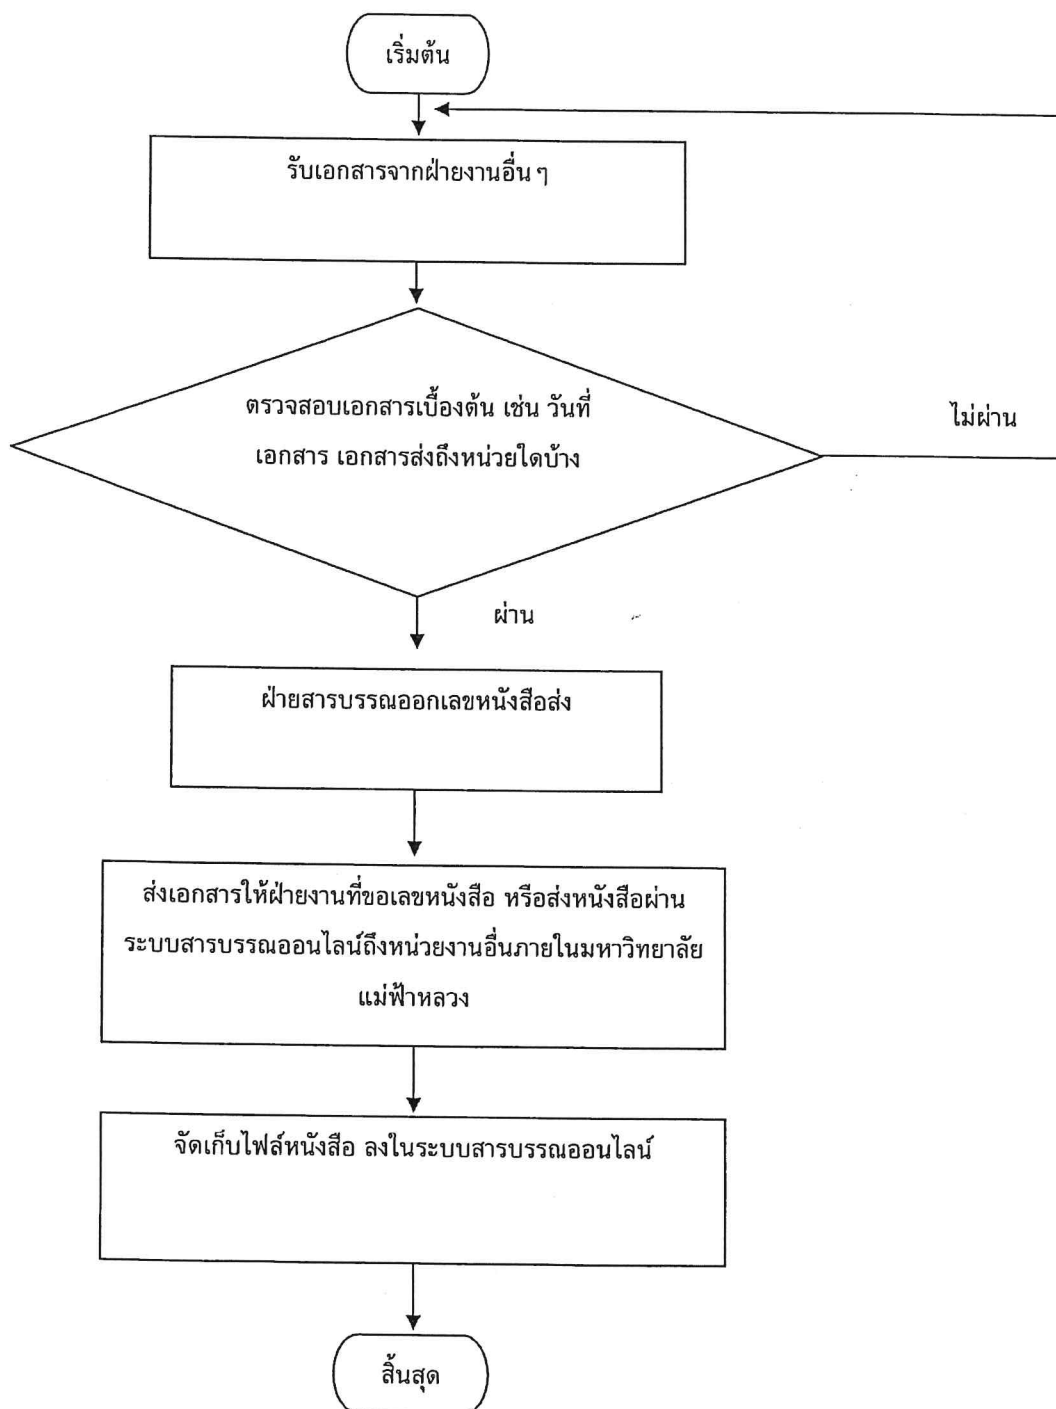 เริ่มต้น
รับเอกสารจากฝ่ายงานอื่น ๆ
ตรวจสอบเอกสารเบื้องต้น เช่น วันที่
เอกสาร เอกสารส่งถึงหน่วยใดบ้าง
ไม่ผ่าน
ผ่าน
ฝ่ายสารบรรณออกเลขหนังสือส่ง
ส่งเอกสารให้ฝ่ายงานที่ขอเลขหนังสือ หรือส่งหนังสือผ่าน
ระบบสารบรรณออนไลน์ถึงหน่วยงานอื่นภายในมหาวิทยาลัย
แม่ฟ้าหลวง
จัดเก็บไฟล์หนังสือ ลงในระบบสารบรรณออนไลน์
สิ้นสุด